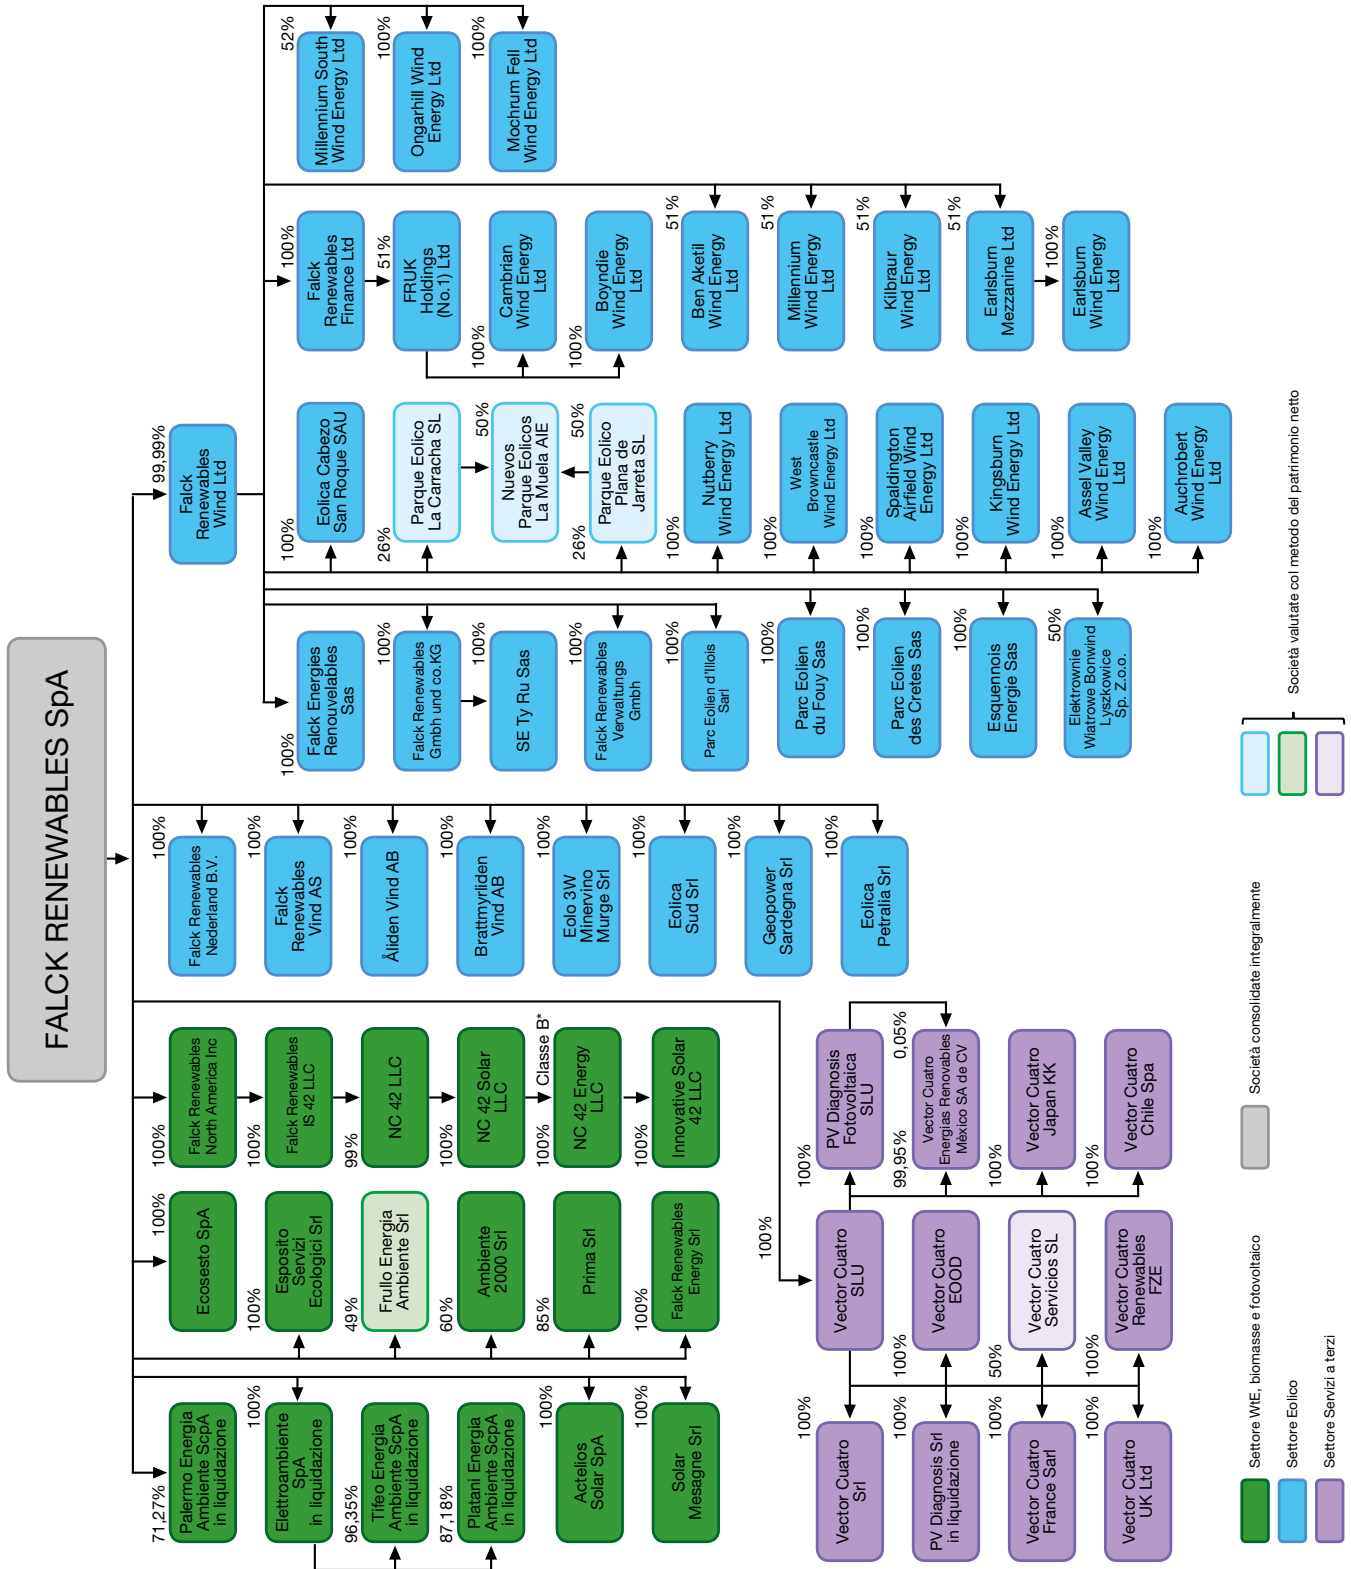 FALCK RENEWABLES SpA
71,27%
Palermo Energia
Ambiente ScpA
in liquidazione
100%
Elettroambiente
SpA
in liquidazione
96,35%
Tifeo Energia
Ambiente ScpA
in liquidazione
87,18%
Platani Energia
Ambiente ScpA
in liquidazione
100%
Actelios
Solar SpA
100%
Solar
Mesagne Srl
100%
Ecosesto SpA
100%
Esposito
Servizi
Ecologici Srl
49%
Frullo Energia
Ambiente Srl
60%
Ambiente
2000 Srl
85%
Prima Srl
100%
Falck Renewables
Energy Srl
100%
Falck Renewables
North America Inc
100%
Falck Renewables
IS 42 LLC
99%
NC 42 LLC
100%
NC 42 Solar
LLC
100%
Classe B*
NC 42 Energy
LLC
100%
Innovative Solar
42 LLC
100%
Vector Cuatro
SLU
100%
Vector Cuatro
Srl
100%
PV Diagnosis Srl
in liquidazione
100%
Vector Cuatro
France Sarl
100%
Vector Cuatro
UK Ltd
100%
Vector Cuatro
EOOD
50%
Vector Cuatro
Servicios SL
100%
Vector Cuatro
Renewables
FZE
100%
PV Diagnosis
Fotovoltaica
SLU
99,95%
0,05%
Vector Cuatro
Energias Renovables
Mèxico SA de CV
100%
Vector Cuatro
Japan KK
100%
Vector Cuatro
Chile Spa
100%
Falck Renewables
Nederland B.V.
100%
Falck
Renewables
Vind AS
100%
Åliden Vind AB
100%
Brattmyrliden
Vind AB
100%
Eolo 3W
Minervino
Murge Srl
100%
Eolica
Sud Srl
100%
Geopower
Sardegna Srl
100%
Eolica
Petralia Srl
99,99%
Falck
Renewables
Wind Ltd
100%
Falck Energies
Renouvelables
Sas
100%
Falck Renewables
Gmbh und co.KG
100%
SE Ty Ru Sas
100%
Falck Renewables
Verwaltungs
Gmbh
100%
Parc Eolien d'Illois
Sarl
100%
Parc Eolien
du Fouy Sas
100%
Parc Eolien
des Cretes Sas
100%
Esquennois
Energie Sas
50%
Elektrownie
Wiatrowe Bonwind
Lyszkowice
Sp. Z.o.o.
100%
Eolica Cabezo
San Roque SAU
26%
Parque Eolico
La Carracha SL
50%
Nuevos
Parque Eolicos
La Muela AIE
50%
26%
Parque Eolico
Plana de
Jarreta SL
100%
Nutberry
Wind Energy Ltd
100%
West
Browncastle
Wind Energy Ltd
100%
Spaldington
Airfield Wind
Energy Ltd
100%
Kingsburn
Wind Energy Ltd
100%
Assel Valley
Wind Energy
Ltd
100%
Auchrobert
Wind Energy
Ltd
100%
Falck
Renewables
Finance Ltd
51%
FRUK
Holdings
(No.1) Ltd
100%
Cambrian
Wind Energy
Ltd
100%
Boyndie
Wind Energy
Ltd
51%
Ben Aketil
Wind Energy
Ltd
51%
Millennium
Wind Energy
Ltd
51%
Kilbraur
Wind Energy
Ltd
51%
Earlsburn
Mezzanine Ltd
100%
Earlsburn
Wind Energy
Ltd
52%
Millennium South
Wind Energy Ltd
100%
Ongarhill Wind
Energy Ltd
100%
Mochrum Fell
Wind Energy Ltd
Settore WtE, biomasse e fotovoltaico
Settore Eolico
Settore Servizi a terzi
Società consolidate integralmente
Società valutate col metodo del patrimonio netto